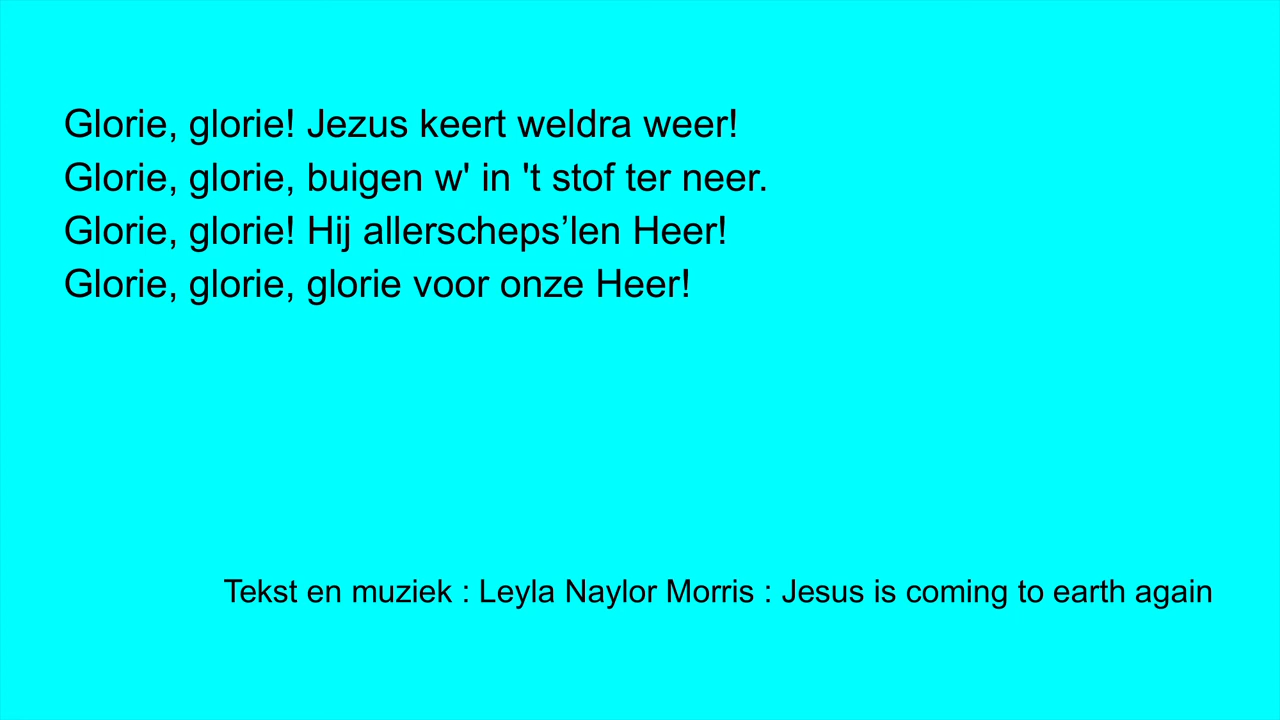 Glorie, glorie! Jezus keert weldra weer!
Glorie, glorie, buigen w' in 't stof ter neer.
Glorie, glorie! Hij allerscheps’len Heer!
Glorie, glorie, glorie voor onze Heer!
Tekst en muziek : Leyla Naylor Morris : Jesus is coming to earth again